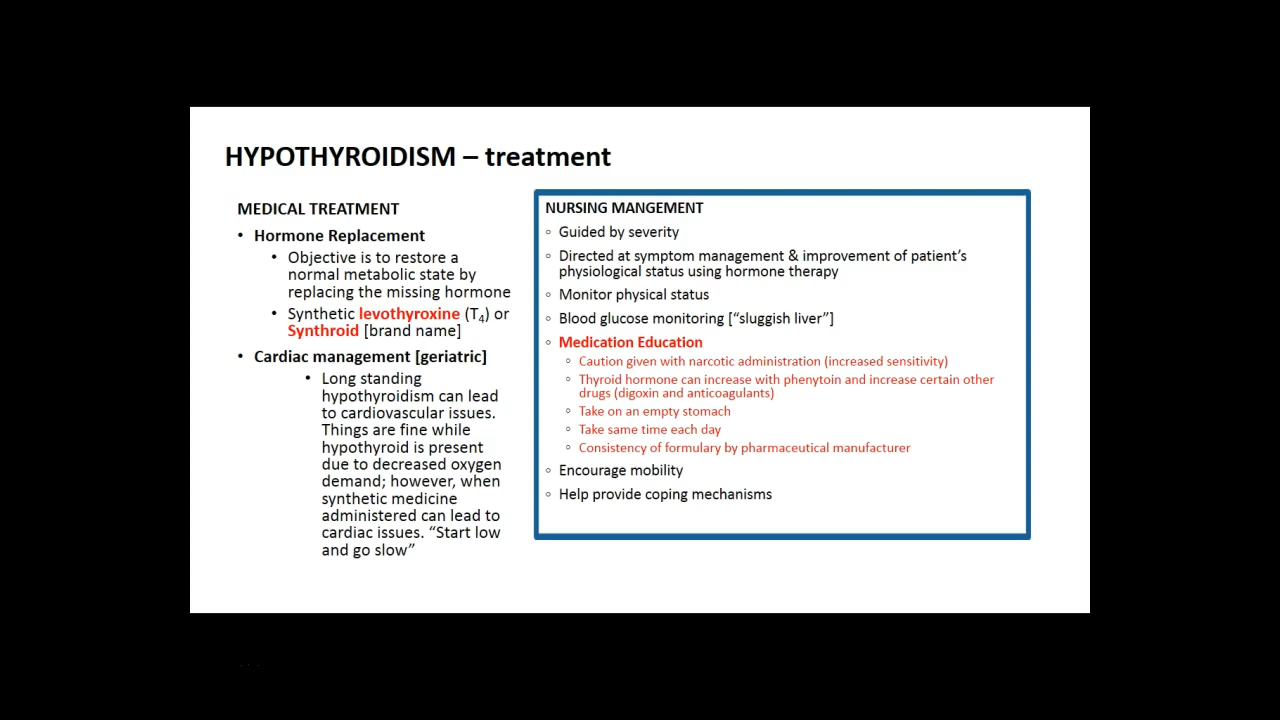 HYPOTHYROIDISM – treatment
MEDICAL TREATMENT
• Hormone Replacement
• Objective is to restore a
normal metabolic state by
replacing the missing hormone
• Synthetic levothyroxine (T4) or
Synthroid [brand name]
• Cardiac management [geriatric]
• Long standing
hypothyroidism can lead
to cardiovascular issues.
Things are fine while
hypothyroid is present
due to decreased oxygen
demand; however, when
synthetic medicine
administered can lead to
cardiac issues. “Start low
and go slow”
NURSING MANGEMENT
◦ Guided by severity
◦ Directed at symptom management & improvement of patient’s
physiological status using hormone therapy
◦ Monitor physical status
◦ Blood glucose monitoring [“sluggish liver”]
◦ Medication Education
◦ Caution given with narcotic administration (increased sensitivity)
◦ Thyroid hormone can increase with phenytoin and increase certain other
drugs (digoxin and anticoagulants)
◦ Take on an empty stomach
◦ Take same time each day
◦ Consistency of formulary by pharmaceutical manufacturer
◦ Encourage mobility
◦ Help provide coping mechanisms